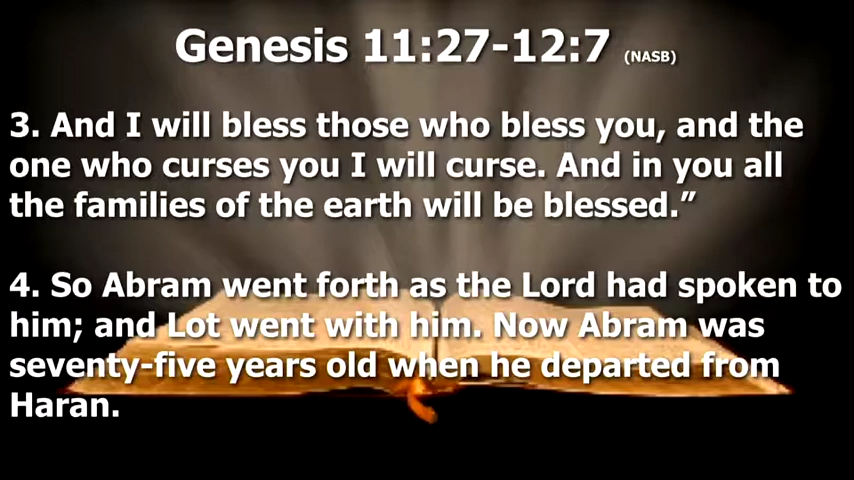 Genesis 11:27-12:7 (NASB)
3. And I will bless those who bless you, and the
one who curses you I will curse. And in you all
the families of the earth will be blessed.”
4. So Abram went forth as the Lord had spoken to
him; and Lot went with him. Now Abram was
seventy-five years old when he departed from
Haran.